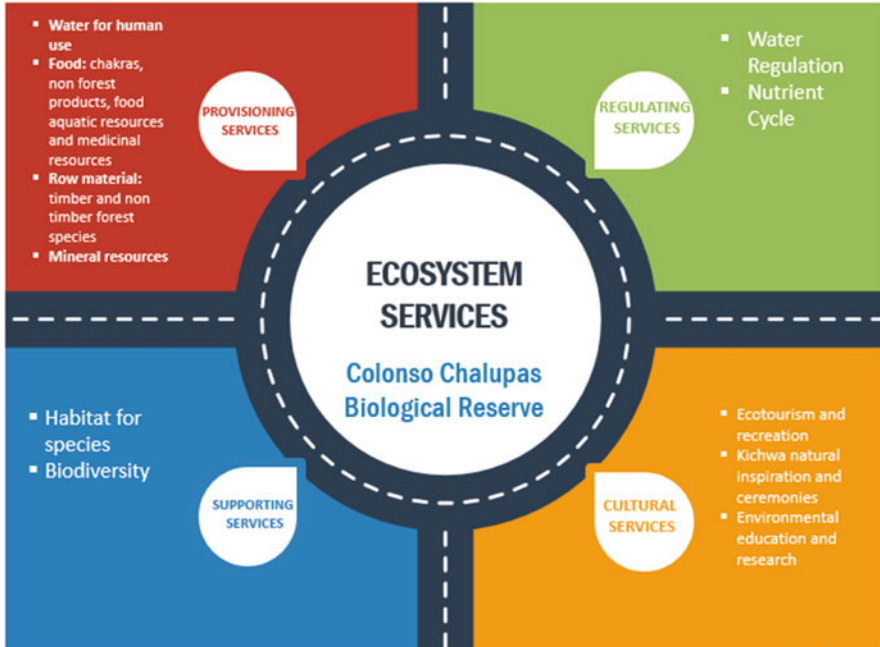 ▪ Water for human
use
▪ Food: chakras,
non forest
products, food
aquatic resources
and medicinal
resources
▪ Row material:
timber and non
timber forest
species
▪ Mineral resources
PROVISIONING
SERVICES
REGULATING
SERVICES
▪ Water
Regulation
▪ Nutrient
Cycle
ECOSYSTEM
SERVICES
Colonso Chalupas
Biological Reserve
▪ Habitat for
species
▪ Biodiversity
SUPPORTING
SERVICES
CULTURAL
SERVICES
▪ Ecotourism and
recreation
▪ Kichwa natural
inspiration and
ceremonies
▪ Environmental
education and
research